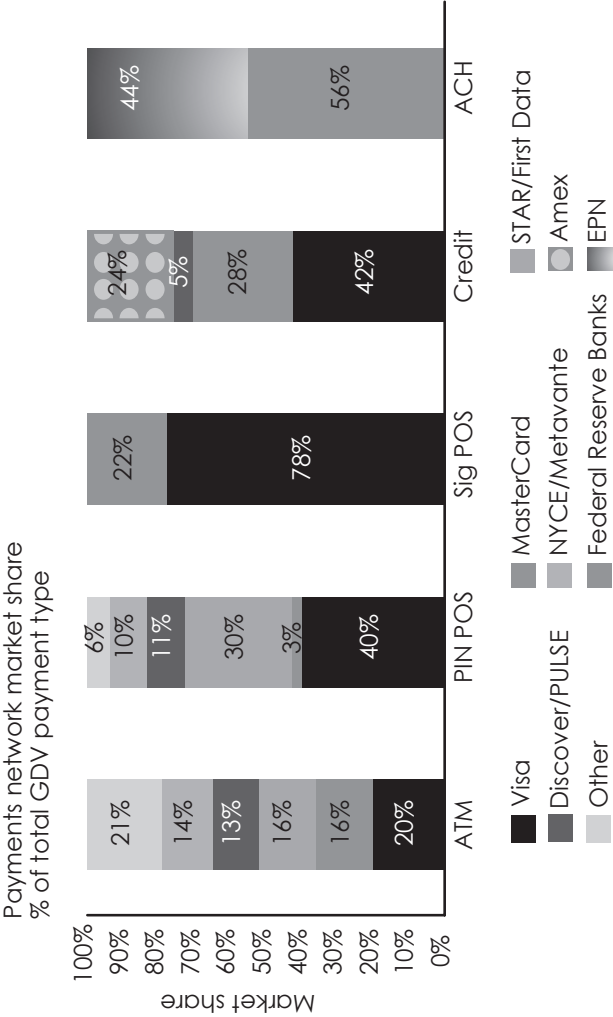 Payments network market share
% of total GDV payment type
Market share
100%
90%
80%
70%
60%
50%
40%
30%
20%
10%
0%
21%
14%
13%
16%
16%
20%
ATM
6%
10%
11%
30%
3%
40%
PIN POS
22%
78%
Sig POS
24%
5%
28%
42%
Credit
44%
56%
ACH
Visa
MasterCard
STAR/First Data
Discover/PULSE
NYCE/Metavante
Amex
Other
Federal Reserve Banks
EPN